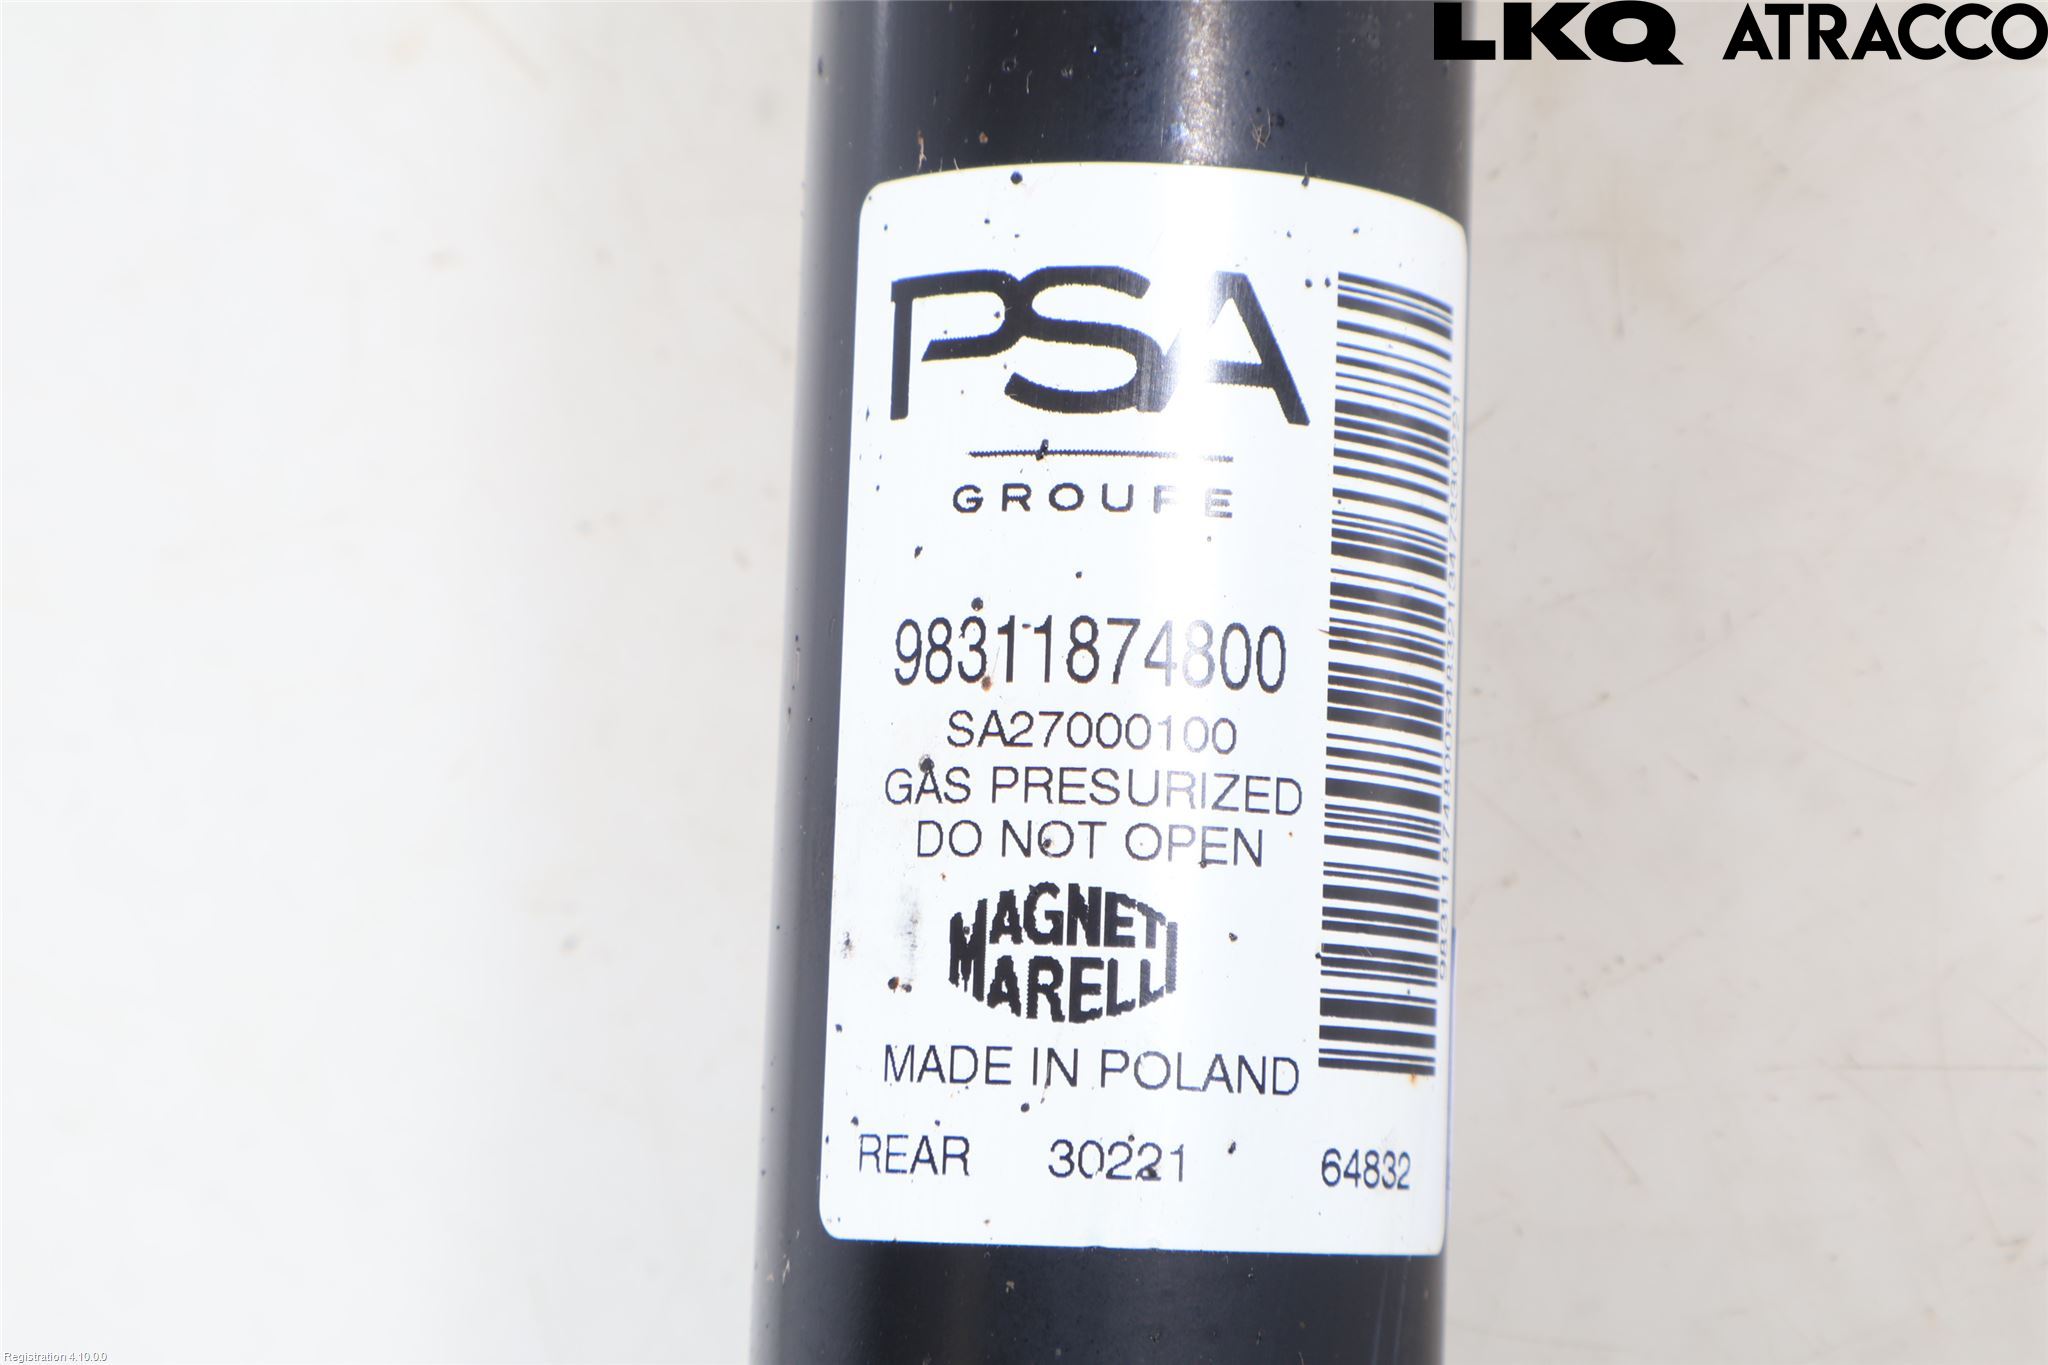 LKQ ATRACCO
PSA
GROUPE
98311874800
SA27000100
GAS PRESURIZED
DO NOT OPEN
MAGNETI
MARELLI
MADE IN POLAND
REAR 30221 64832
Registration 4.10.0.0